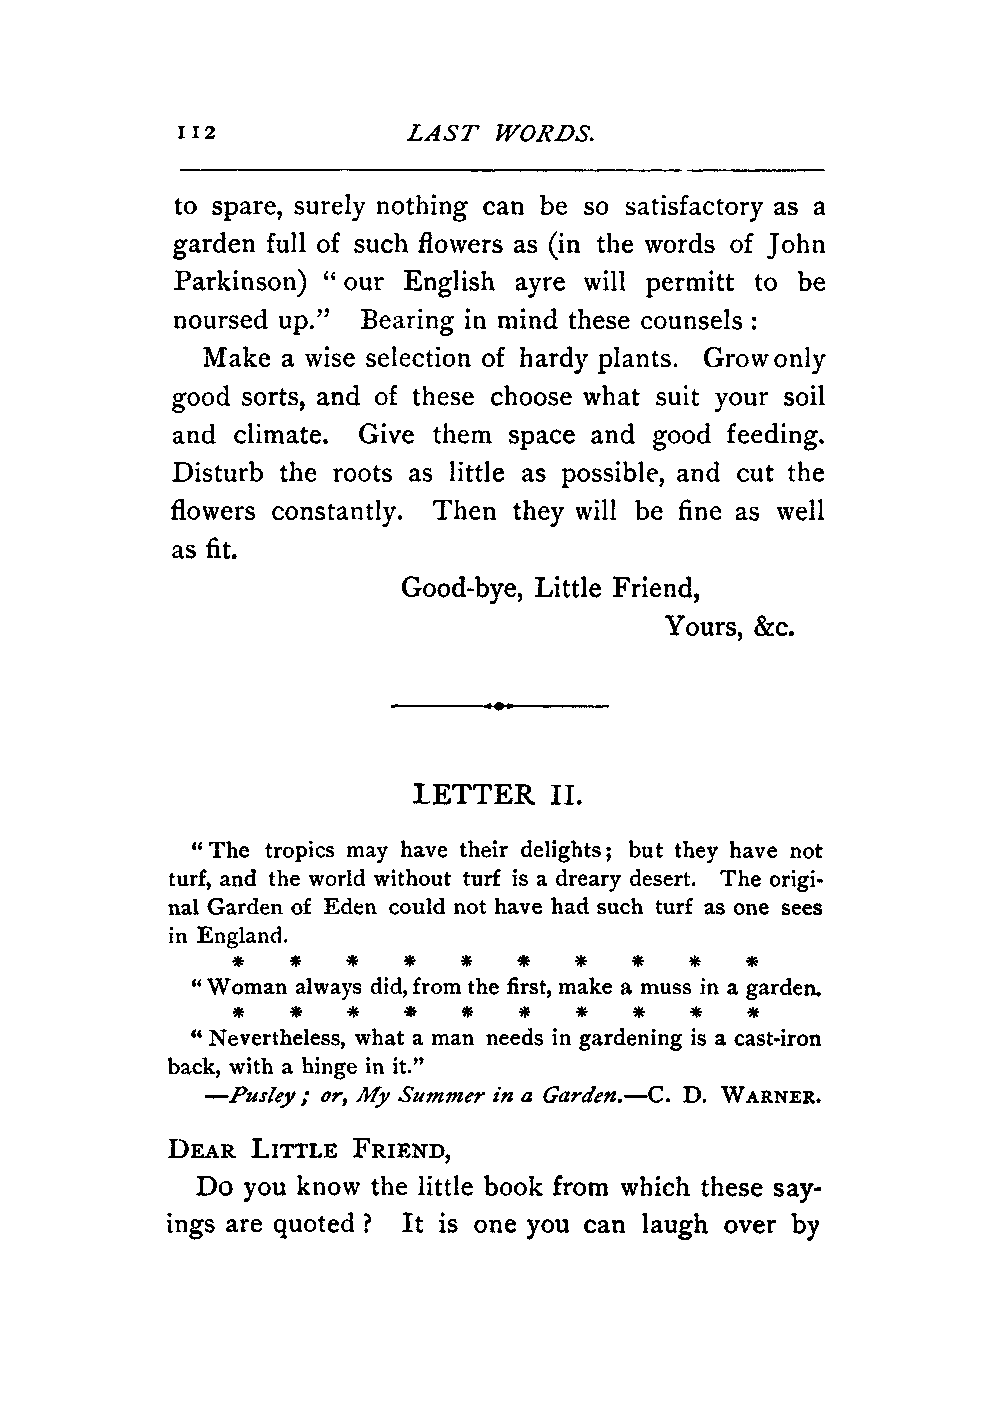 112 LAST WORDS.
to spare, surely nothing can be so satisfactory as a
garden full of such flowers as (in the words of John
Parkinson) “ our English ayre will permitt to be
noursed up.” Bearing in mind these counsels :
Make a wise selection of hardy plants. Grow only
good sorts, and of these choose what suit your soil
and climate. Give them space and good feeding.
Disturb the roots as little as possible, and cut the
flowers constantly. Then they will be fine as well
as fit.
Good-bye, Little Friend,
Yours, &c.
LETTER II.
“ The tropics may have their delights; but they have not
turf, and the world without turf is a dreary desert. The origi-
nal Garden of Eden could not have had such turf as one sees
in England.
* * * * * * * * * *
“ Woman always did, from the first, make a muss in a garden.
* * * * * * * * * *
“ Nevertheless, what a man needs in gardening is a cast-iron
back, with a hinge in it.”
—Pusley ; or, My Summer in a Garden.—C. D. WARNER.
DEAR LITTLE FRIEND,
Do you know the little book from which these say-
ings are quoted ? It is one you can laugh over by